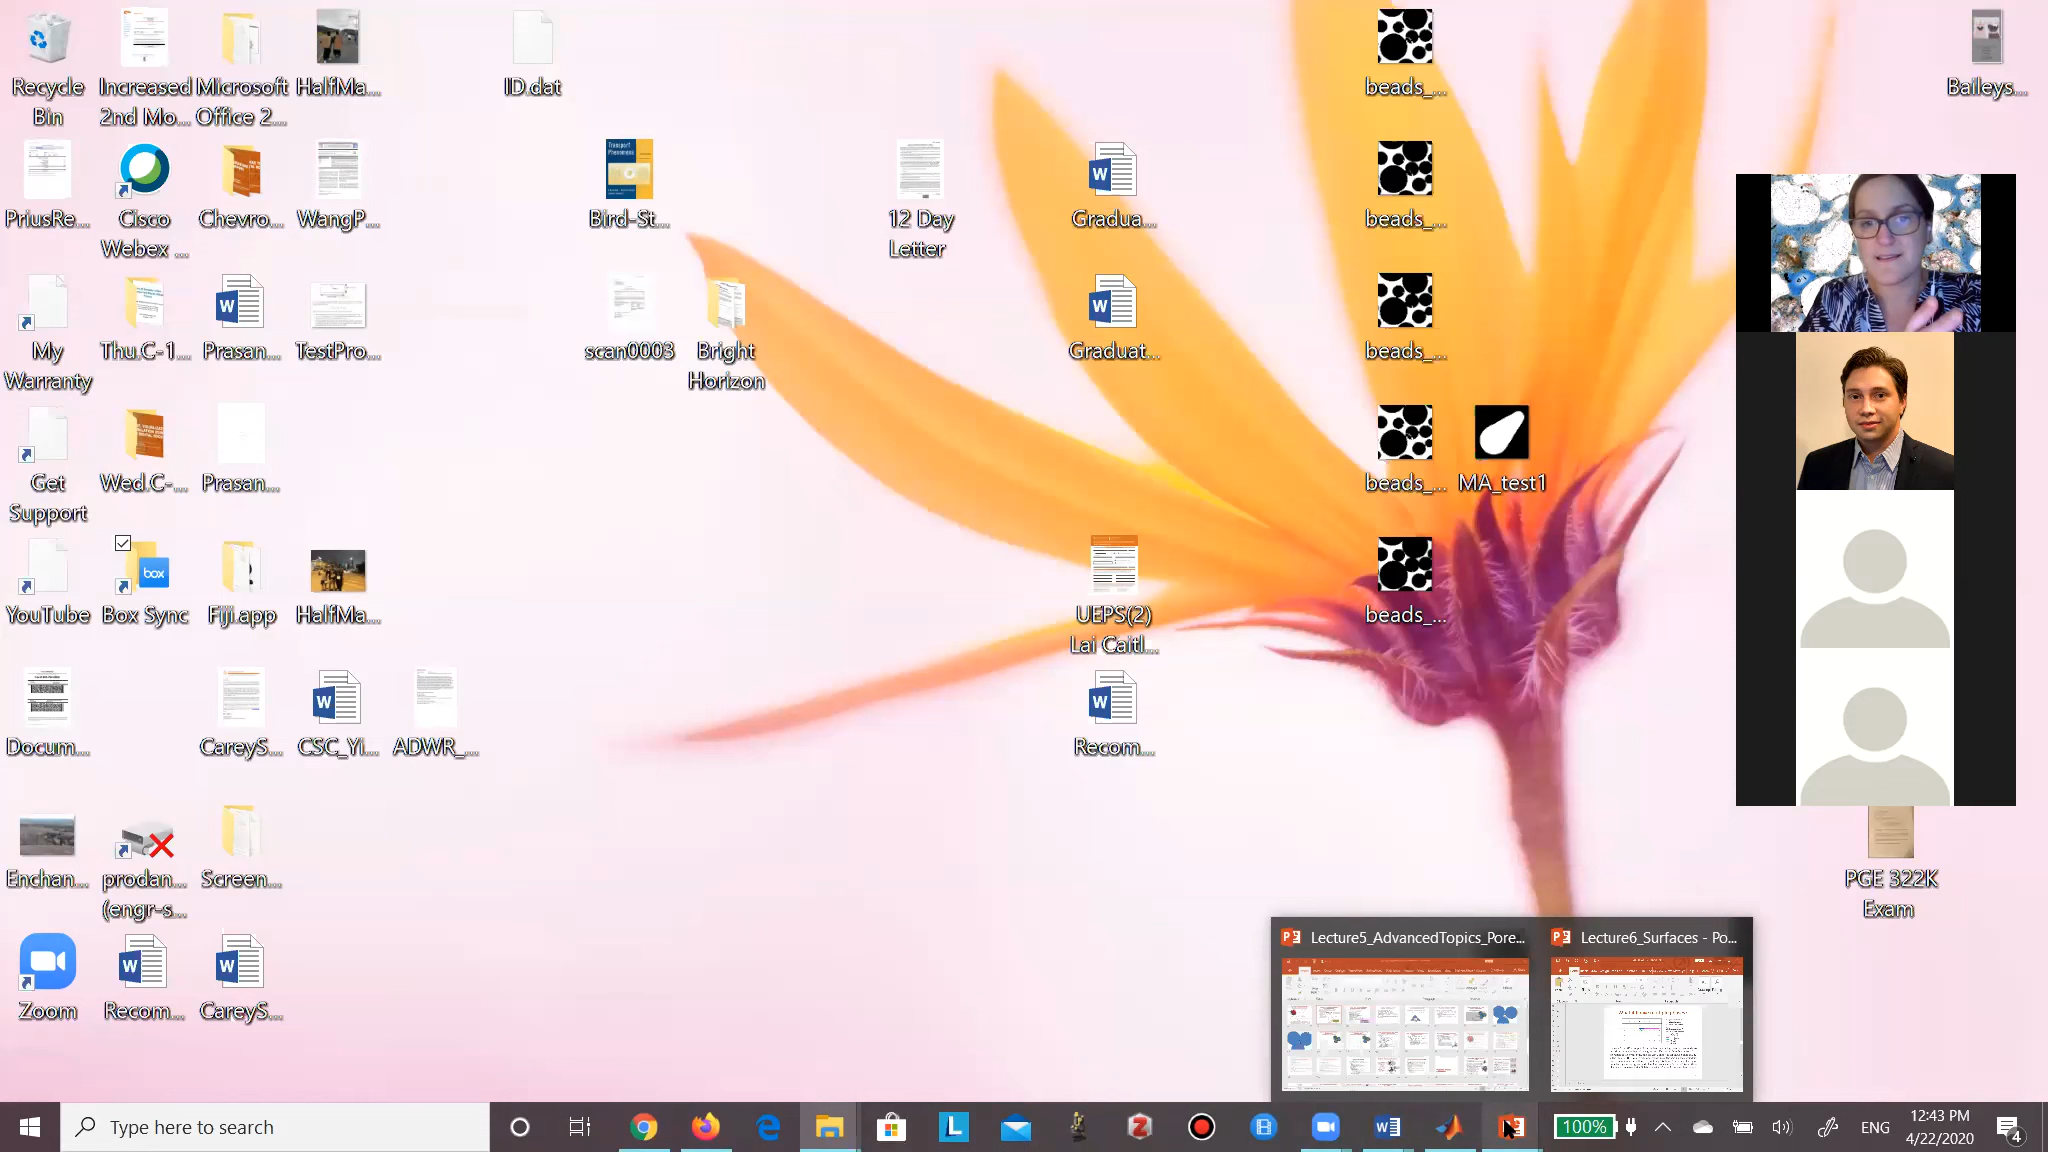 Recycle
Bin
Increased
2nd Mo...
Microsoft
Office 2...
HalfMa...
ID.dat
beads_...
Baileys...
PriusRe...
Cisco
Webex ...
Chevro...
WangP...
Transport
Phenomena
Bird-St...
12 Day
Letter
Gradua...
beads_...
My
Warranty
Thu.C-1...
Prasan...
TestPro...
scan0003
Bright
Horizon
Graduat...
beads_...
Get
Support
Wed.C-...
Prasan...
beads_...
MA_test1
YouTube
box
Box Sync
Fiji.app
HalfMa...
UEPS(2)
Lai Caitl...
beads_...
Docum...
CareyS...
CSC_Yi...
ADWR_...
Recom...
Enchan...
prodan...
(engr-s...
Screen...
PGE 322K
Exam
Zoom
Recom...
CareyS...
Lecture5_AdvancedTopics_Pore...
Lecture6_Surfaces - Po...
Type here to search
100%
ENG
12:43 PM
4/22/2020
4